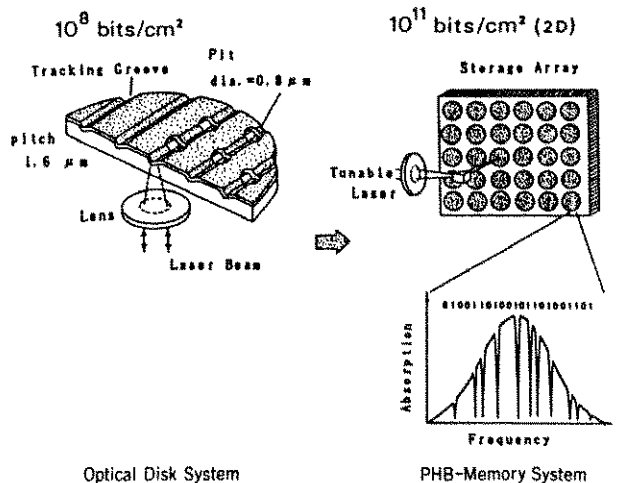 10⁸ bits/cm²
Tracking Groove
Pit
dia.=0.8 μm
pitch
1.6 μm
Lens
Laser Beam
Optical Disk System
10¹¹ bits/cm² (2D)
Storage Array
Tunable
Laser
Absorption
Frequency
PHB-Memory System